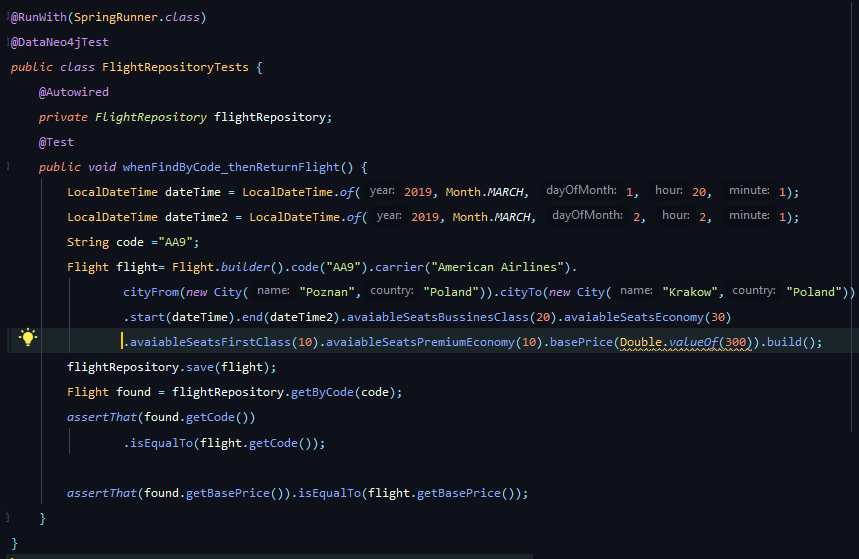 @RunWith(SpringRunner.class)
@DataNeo4jTest
public class FlightRepositoryTests {
@Autowired
private FlightRepository flightRepository;
@Test
public void whenFindByCode_thenReturnFlight() {
LocalDateTime dateTime = LocalDateTime.of( year: 2019, Month.MARCH, dayOfMonth: 1, hour: 20, minute: 1);
LocalDateTime dateTime2 = LocalDateTime.of( year: 2019, Month.MARCH, dayOfMonth: 2, hour: 2, minute: 1);
String code ="AA9";
Flight flight= Flight.builder().code("AA9").carrier("American Airlines").
cityFrom(new City( name: "Poznan", country: "Poland")).cityTo(new City( name: "Krakow", country: "Poland"))
.start(dateTime).end(dateTime2).avaiableSeatsBussinesClass(20).avaiableSeatsEconomy(30)
.avaiableSeatsFirstClass(10).avaiableSeatsPremiumEconomy(10).basePrice(Double.valueOf(300)).build();
flightRepository.save(flight);
Flight found = flightRepository.getByCode(code);
assertThat(found.getCode())
.isEqualTo(flight.getCode());
assertThat(found.getBasePrice()).isEqualTo(flight.getBasePrice());
}
}